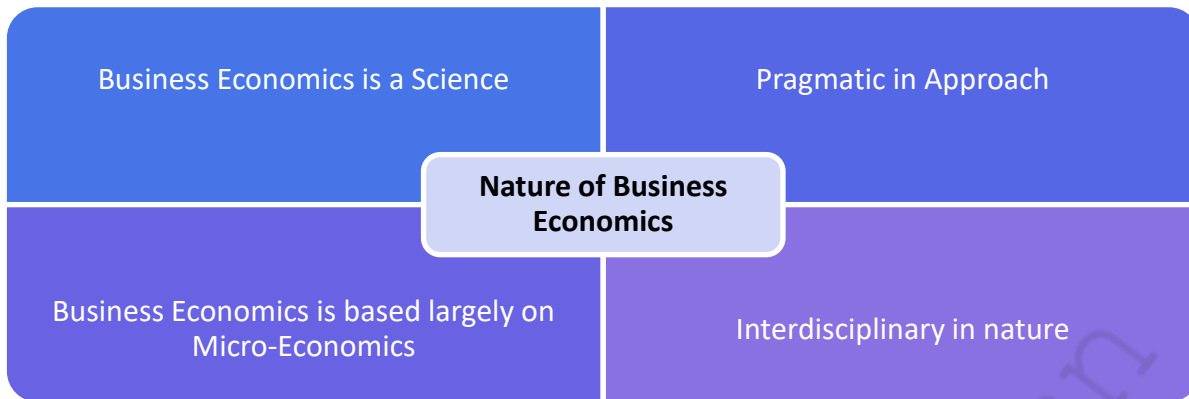 Business Economics is a Science
Pragmatic in Approach
Nature of Business
Economics
Business Economics is based largely on
Micro-Economics
Interdisciplinary in nature